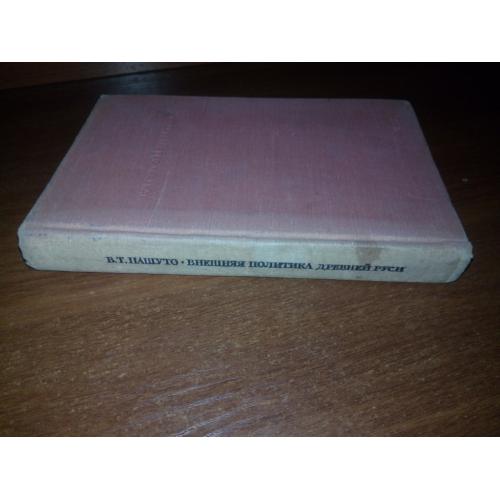 В.Т. ПАШУТО • ВНЕШНЯЯ ПОЛИТИКА ДРЕВНЕЙ РУСИ